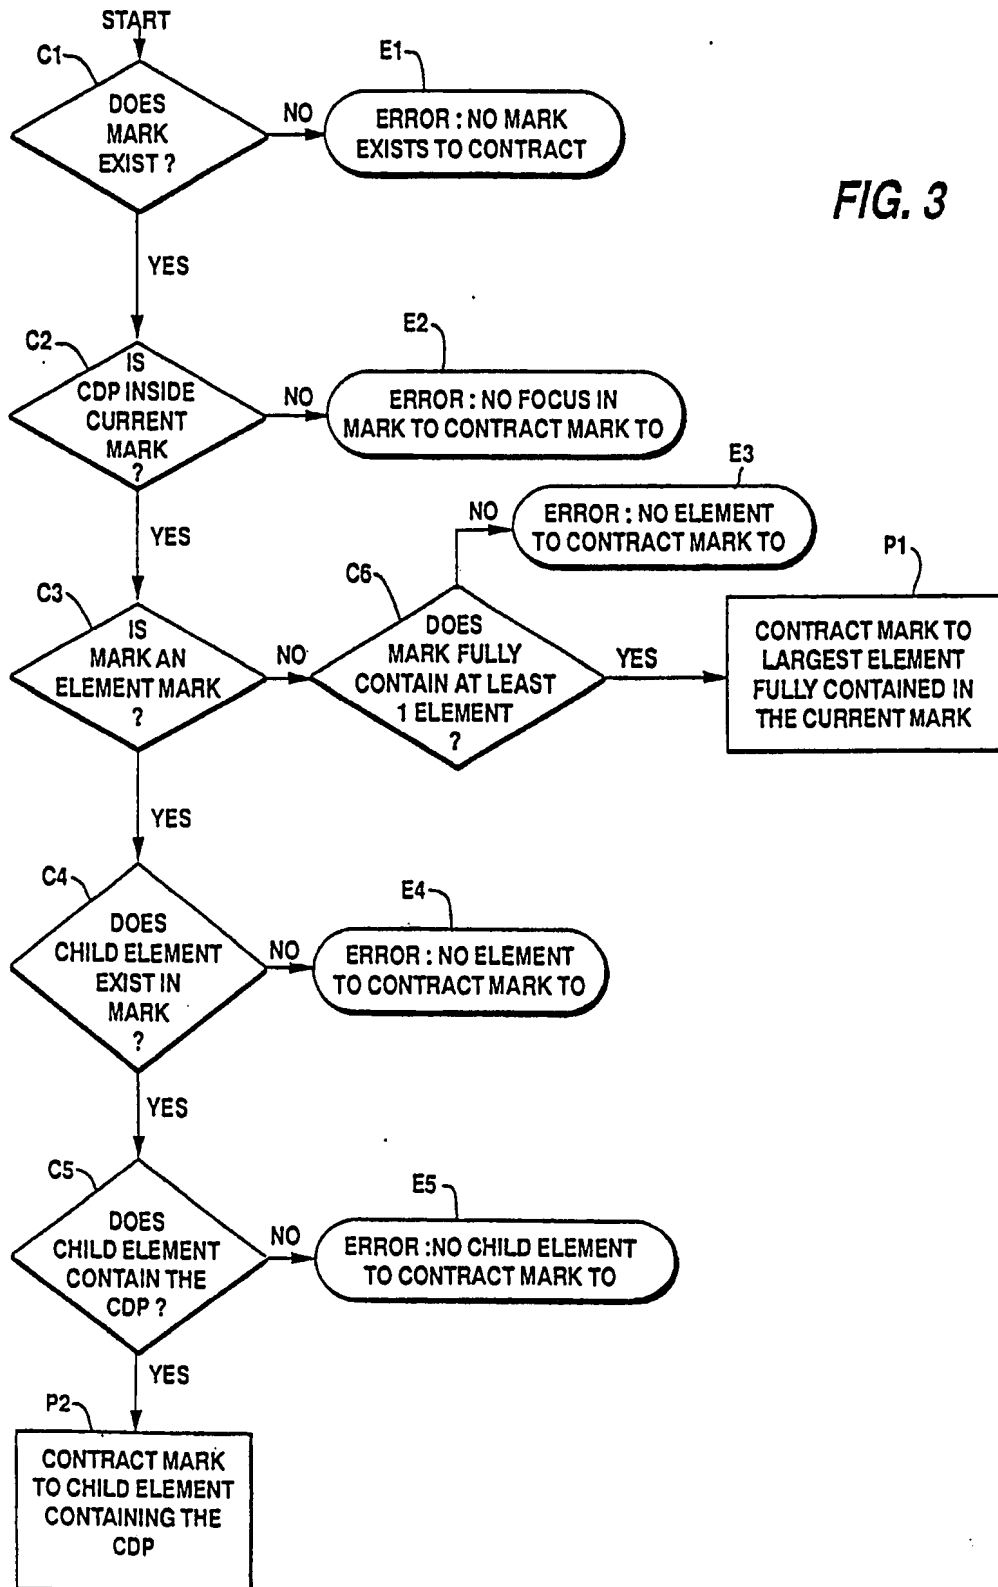 START
C1
DOES
MARK
EXIST ?
NO
E1
ERROR : NO MARK
EXISTS TO CONTRACT
FIG. 3
YES
C2
IS
CDP INSIDE
CURRENT
MARK
?
NO
E2
ERROR : NO FOCUS IN
MARK TO CONTRACT MARK TO
YES
C3
IS
MARK AN
ELEMENT MARK
?
NO
C6
DOES
MARK FULLY
CONTAIN AT LEAST
1 ELEMENT
?
NO
E3
ERROR : NO ELEMENT
TO CONTRACT MARK TO
YES
P1
CONTRACT MARK TO
LARGEST ELEMENT
FULLY CONTAINED IN
THE CURRENT MARK
YES
C4
DOES
CHILD ELEMENT
EXIST IN
MARK
?
NO
E4
ERROR : NO ELEMENT
TO CONTRACT MARK TO
YES
C5
DOES
CHILD ELEMENT
CONTAIN THE
CDP ?
NO
E5
ERROR :NO CHILD ELEMENT
TO CONTRACT MARK TO
YES
P2
CONTRACT MARK
TO CHILD ELEMENT
CONTAINING THE
CDP